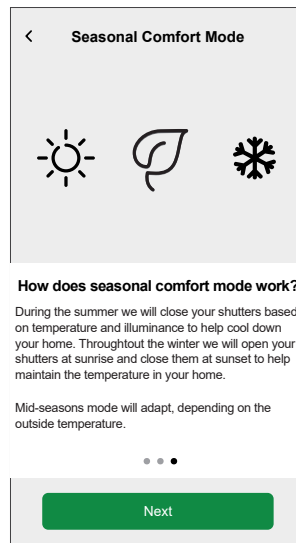 Seasonal Comfort Mode
How does seasonal comfort mode work?
During the summer we will close your shutters based
on temperature and illuminance to help cool down
your home. Throughtout the winter we will open your
shutters at sunrise and close them at sunset to help
maintain the temperature in your home.
Mid-seasons mode will adapt, depending on the
outside temperature.
Next